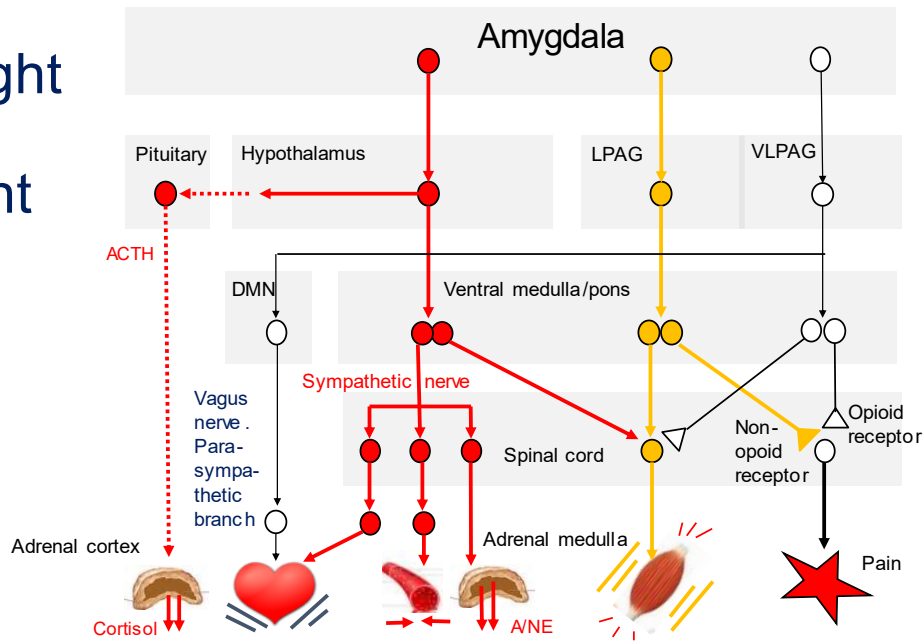 ght
nt
Amygdala
Pituitary
Hypothalamus
LPAG
VLPAG
ACTH
DMN
Ventral medulla/pons
Sympathetic nerve
Vagus
nerve.
Para-
sympa-
thetic
branch
Spinal cord
Non-
opoid
receptor
Opioid
receptor
Adrenal cortex
Adrenal medulla
Pain
Cortisol
A/NE